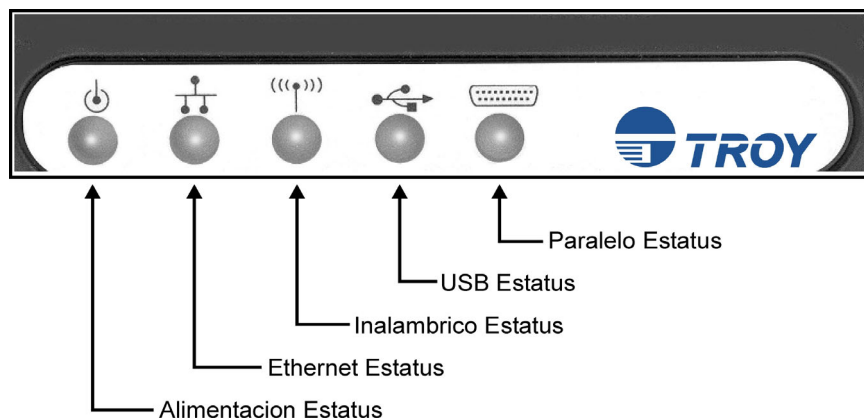 TROY
Paralelo Estatus
USB Estatus
Inalambrico Estatus
Ethernet Estatus
Alimentacion Estatus